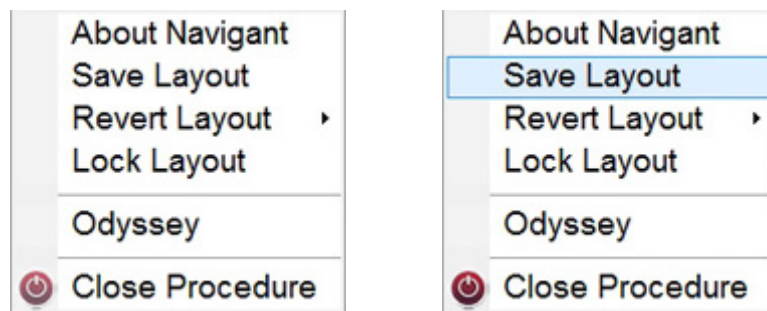 About Navigant
Save Layout
Revert Layout
Lock Layout
Odyssey
Close Procedure
About Navigant
Save Layout
Revert Layout
Lock Layout
Odyssey
Close Procedure